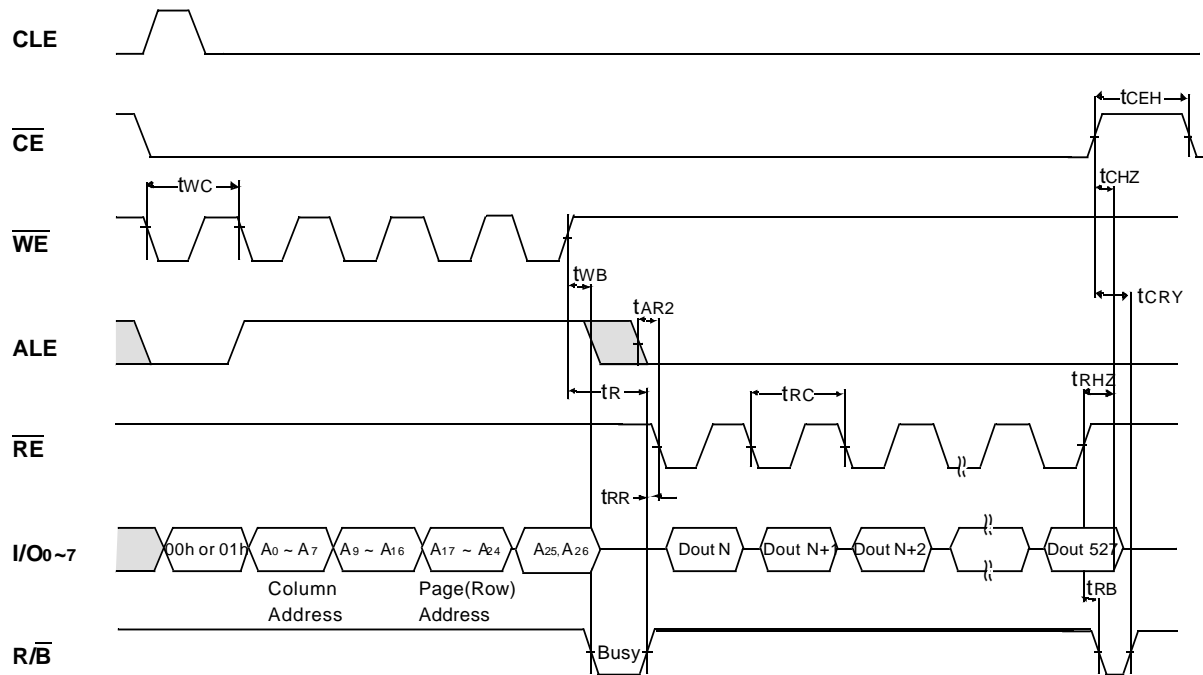 CLE
tCEH
CE
tWC
tCHZ
WE
tWB
tCRY
tAR2
ALE
tR
tRC
tRHZ
RE
tRR
I/O0~7
00h or 01h
A0 ~ A7
A9 ~ A16
A17 ~ A24
A25, A26
Dout N
Dout N+1
Dout N+2
Dout 527
Column
Address
Page(Row)
Address
tRB
R/B
Busy